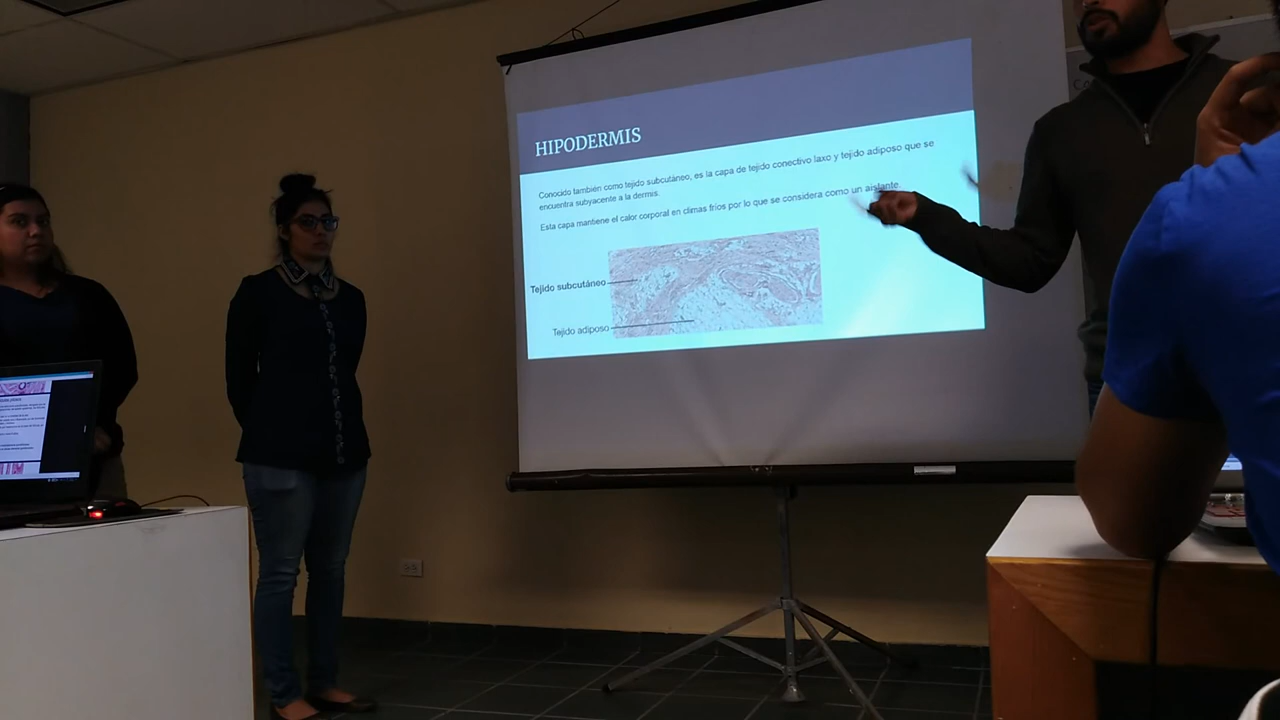 HIPODERMIS
Conocido también como tejido subcutáneo, es la capa de tejido conectivo laxo y tejido adiposo que se
encuentra subyacente a la dermis.
Esta capa mantiene el calor corporal en climas fríos por lo que se considera como un aislante.
Tejido subcutáneo
Tejido adiposo